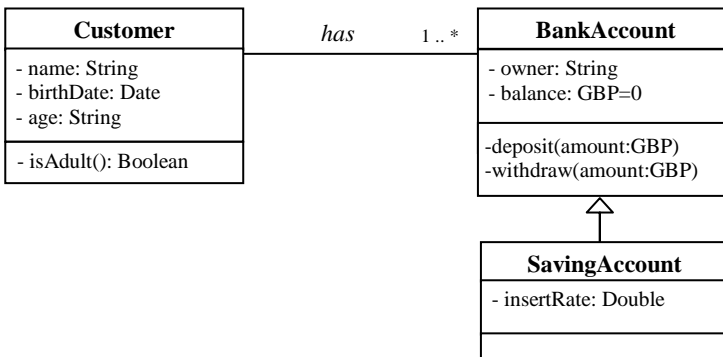 Customer
- name: String
- birthDate: Date
- age: String
- isAdult(): Boolean
has
1 .. *
BankAccount
- owner: String
- balance: GBP=0
-deposit(amount:GBP)
-withdraw(amount:GBP)
SavingAccount
- insertRate: Double